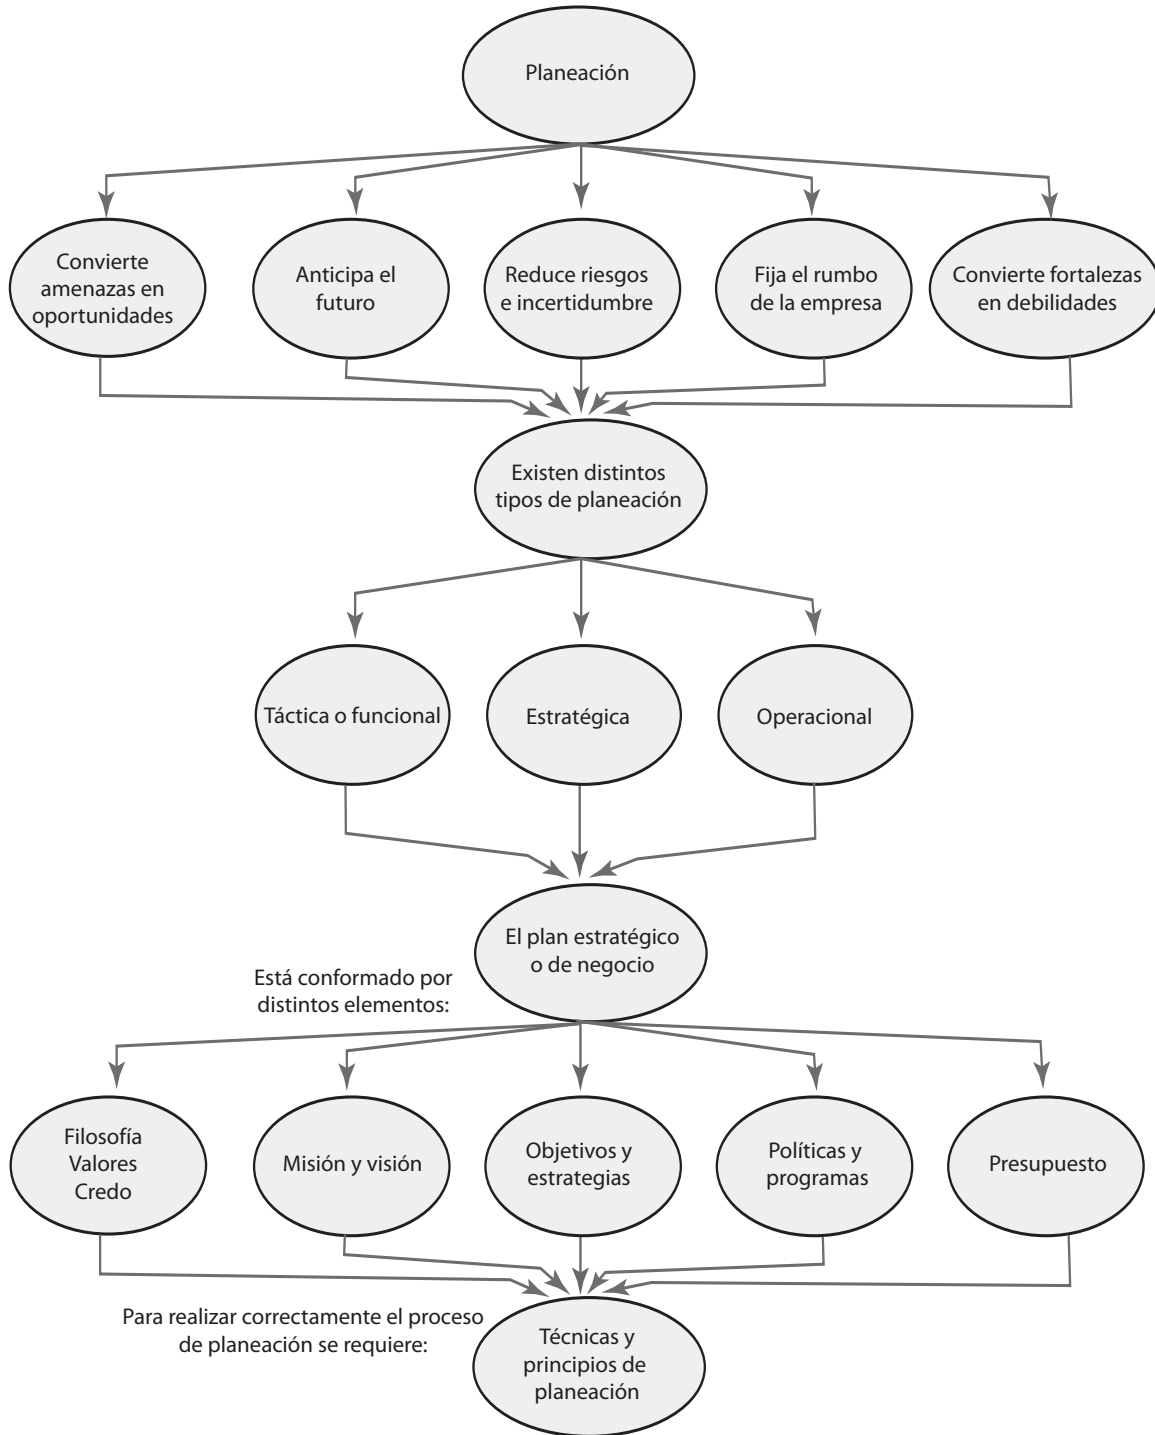 Planeación
Convierte
amenazas en
oportunidades
Anticipa el
futuro
Reduce riesgos
e incertidumbre
Fija el rumbo
de la empresa
Convierte fortalezas
en debilidades
Existen distintos
tipos de planeación
Táctica o funcional
Estratégica
Operacional
El plan estratégico
o de negocio
Está conformado por
distintos elementos:
Filosofía
Valores
Credo
Misión y visión
Objetivos y
estrategias
Políticas y
programas
Presupuesto
Para realizar correctamente el proceso
de planeación se requiere:
Técnicas y
principios de
planeación